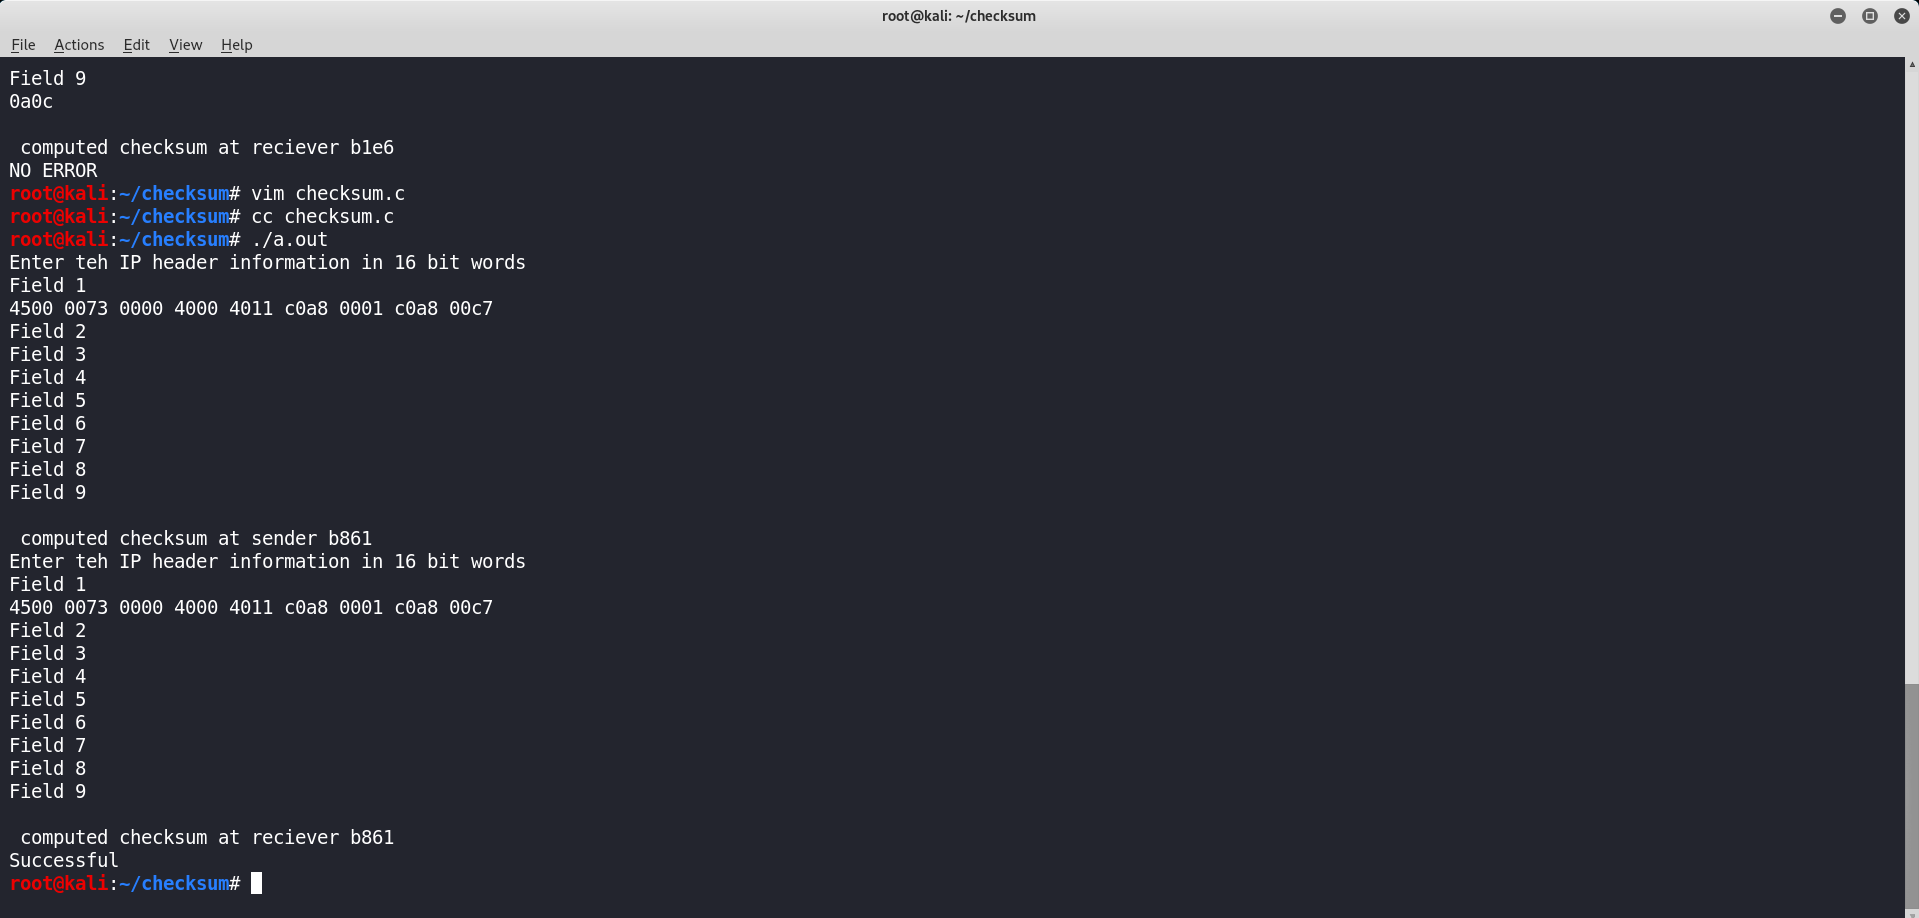 root@kali: ~/checksum
File Actions Edit View Help
Field 9
0a0c
computed checksum at reciever b1e6
NO ERROR
root@kali:~/checksum# vim checksum.c
root@kali:~/checksum# cc checksum.c
root@kali:~/checksum# ./a.out
Enter teh IP header information in 16 bit words
Field 1
4500 0073 0000 4000 4011 c0a8 0001 c0a8 00c7
Field 2
Field 3
Field 4
Field 5
Field 6
Field 7
Field 8
Field 9
computed checksum at sender b861
Enter teh IP header information in 16 bit words
Field 1
4500 0073 0000 4000 4011 c0a8 0001 c0a8 00c7
Field 2
Field 3
Field 4
Field 5
Field 6
Field 7
Field 8
Field 9
computed checksum at reciever b861
Successful
root@kali:~/checksum#